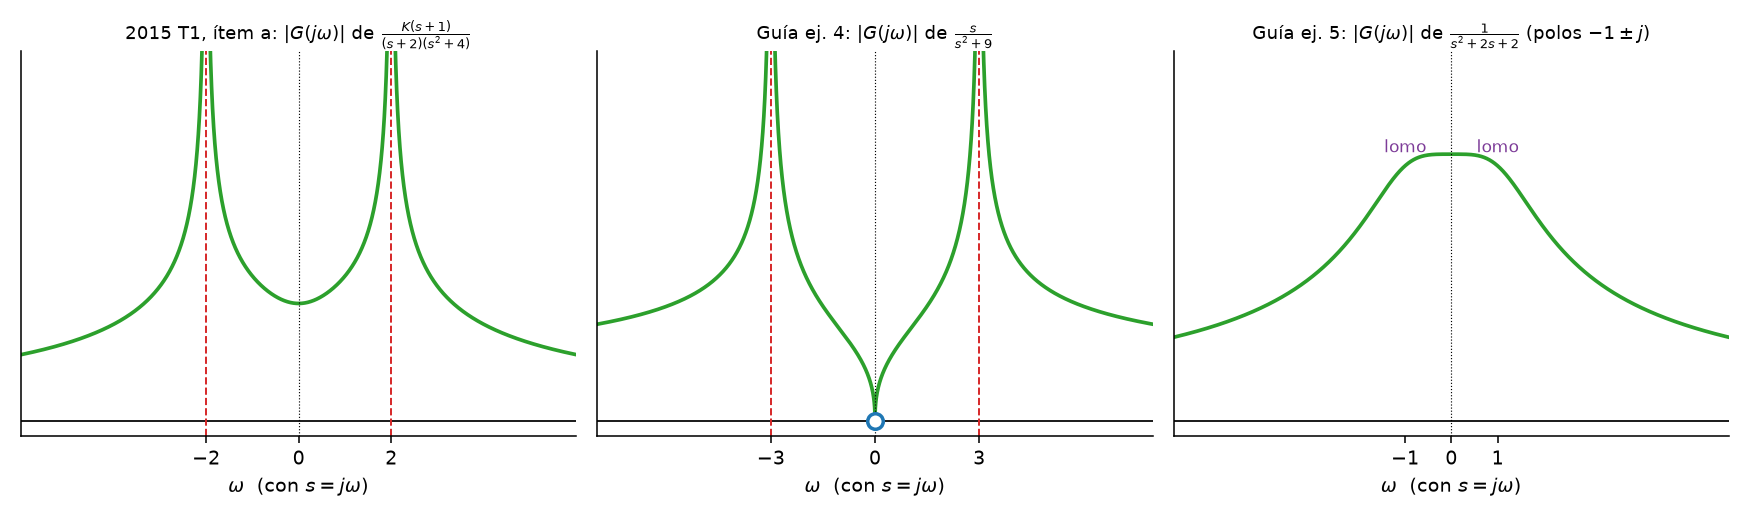 2015 T1, ítem a: |G(jω)| de K(s+1)/((s+2)(s²+4))
−2 0 2
ω (con s = jω)
Guía ej. 4: |G(jω)| de s/(s²+9)
−3 0 3
ω (con s = jω)
Guía ej. 5: |G(jω)| de 1/(s²+2s+2) (polos −1 ± j)
lomo lomo
−1 0 1
ω (con s = jω)